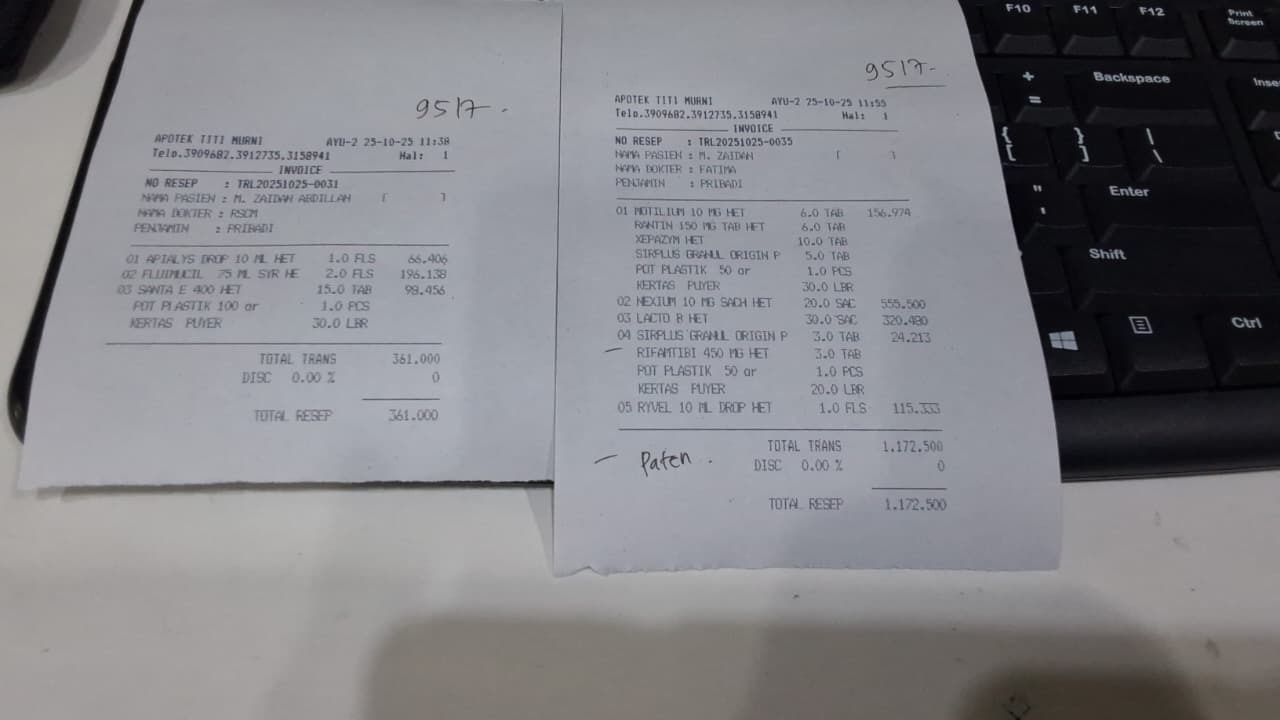 9517.
APOTEK TITI MURNI AYU-2 25-10-25 11:38
Telp.3909682.3912735.3158941 Hal: 1
INVOICE
NO RESEP : TRL20251025-0031
NAMA PASIEN : M. ZAIDAN ABDILLAH [ ]
NAMA DOKTER : RSCM
PENJAMIN : PRIBADI
01 APIALYS DROP 10 ML HET 1.0 FLS 66.406
02 FLUIMUCIL 75 ML SYR HE 2.0 FLS 196.138
03 SANTA E 400 HET 15.0 TAB 98.456
POT PLASTIK 100 gr 1.0 PCS
KERTAS PUYER 30.0 LBR
TOTAL TRANS 361.000
DISC 0.00 % 0
TOTAL RESEP 361.000
9517-
APOTEK TITI MURNI AYU-2 25-10-25 11:55
Telp.3909682.3912735.3158941 Hal: 1
INVOICE
NO RESEP : TRL20251025-0035
NAMA PASIEN : M. ZAIDAN [ ]
NAMA DOKTER : FATIMA
PENJAMIN : PRIBADI
01 MOTILIUM 10 MG HET 6.0 TAB 156.974
RANTIN 150 MG TAB HET 6.0 TAB
XEPAZYM HET 10.0 TAB
SIRPLUS GRANUL ORIGIN P 5.0 TAB
POT PLASTIK 50 gr 1.0 PCS
KERTAS PUYER 30.0 LBR
02 NEXIUM 10 MG SACH HET 20.0 SAC 555.500
03 LACTO B HET 30.0 SAC 320.480
04 SIRPLUS GRANUL ORIGIN P 3.0 TAB 24.213
– RIFAMTIBI 450 MG HET 3.0 TAB
POT PLASTIK 50 gr 1.0 PCS
KERTAS PUYER 20.0 LBR
05 RYVEL 10 ML DROP HET 1.0 FLS 115.333
TOTAL TRANS 1.172.500
– Paten. DISC 0.00 % 0
TOTAL RESEP 1.172.500
F10 F11 F12 Print Screen
+ = Backspace Inse
{ [ } ] | \
" ' Enter
Shift
Ctrl